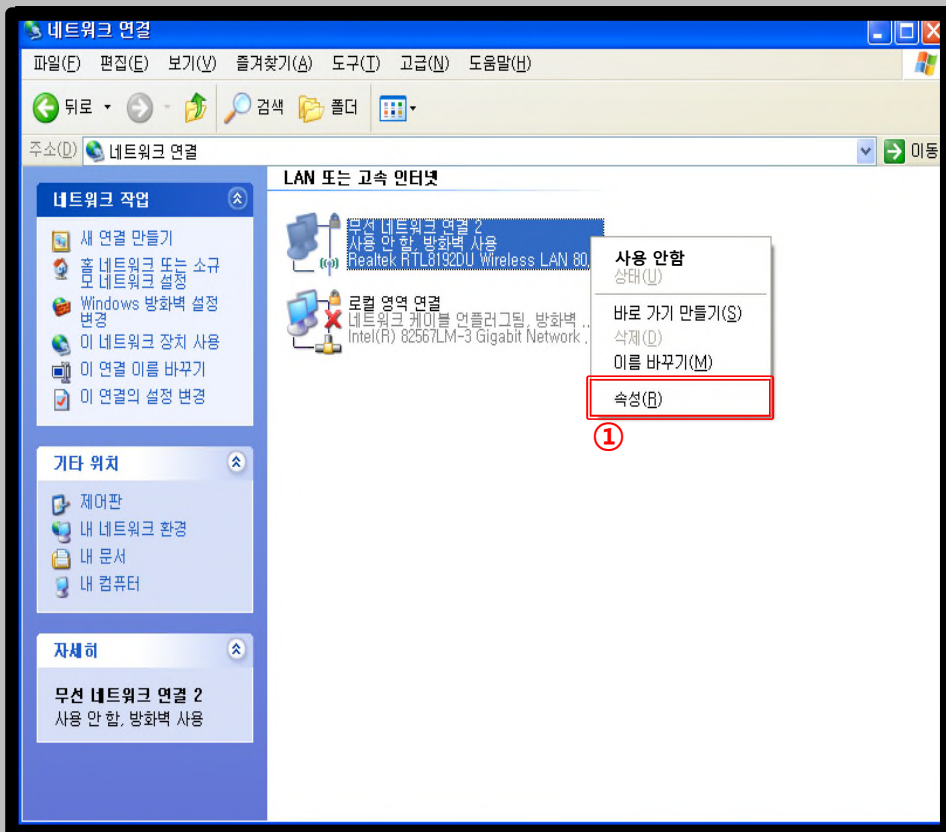 네트워크 연결
파일(F) 편집(E) 보기(V) 즐겨찾기(A) 도구(T) 고급(N) 도움말(H)
뒤로 검색 폴더
주소(D) 네트워크 연결 이동
네트워크 작업
새 연결 만들기
홈 네트워크 또는 소규
모 네트워크 설정
Windows 방화벽 설정
변경
이 네트워크 장치 사용
이 연결 이름 바꾸기
이 연결의 설정 변경
기타 위치
제어판
내 네트워크 환경
내 문서
내 컴퓨터
자세히
무선 네트워크 연결 2
사용 안 함, 방화벽 사용
LAN 또는 고속 인터넷
무선 네트워크 연결 2
사용 안 함, 방화벽 사용
Realtek RTL8192DU Wireless LAN 80,
로컬 영역 연결
네트워크 케이블 언플러그됨, 방화벽 ...
Intel(R) 82567LM-3 Gigabit Network ,
사용 안함
상태(U)
바로 가기 만들기(S)
삭제(D)
이름 바꾸기(M)
속성(R)
①